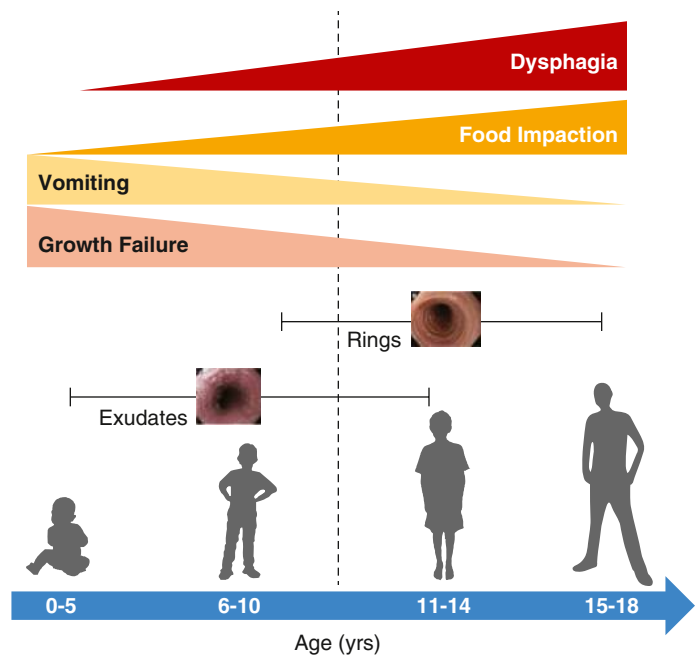 Dysphagia
Food Impaction
Vomiting
Growth Failure
Rings
Exudates
0-5 6-10 11-14 15-18
Age (yrs)